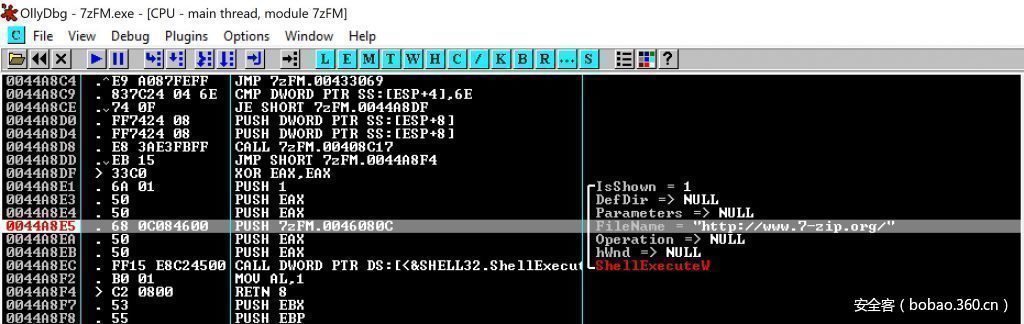 OllyDbg - 7zFM.exe - [CPU - main thread, module 7zFM]
C File View Debug Plugins Options Window Help
L E M T W H C / K B R ... S ?
0044A8C4 .^ E9 A087FEFF JMP 7zFM.00433069
0044A8C9 . 837C24 04 6E CMP DWORD PTR SS:[ESP+4],6E
0044A8CE .˅ 74 0F JE SHORT 7zFM.0044A8DF
0044A8D0 . FF7424 08 PUSH DWORD PTR SS:[ESP+8]
0044A8D4 . FF7424 08 PUSH DWORD PTR SS:[ESP+8]
0044A8D8 . E8 3AE3FBFF CALL 7zFM.00408C17
0044A8DD .˅ EB 15 JMP SHORT 7zFM.0044A8F4
0044A8DF > 33C0 XOR EAX,EAX
0044A8E1 . 6A 01 PUSH 1 IsShown = 1
0044A8E3 . 50 PUSH EAX DefDir => NULL
0044A8E4 . 50 PUSH EAX Parameters => NULL
0044A8E5 . 68 0C084600 PUSH 7zFM.0046080C FileName = "http://www.7-zip.org/"
0044A8EA . 50 PUSH EAX Operation => NULL
0044A8EB . 50 PUSH EAX hWnd => NULL
0044A8EC . FF15 E8C24500 CALL DWORD PTR DS:[<&SHELL32.ShellExecut ShellExecuteW
0044A8F2 . B0 01 MOV AL,1
0044A8F4 > C2 0800 RETN 8
0044A8F7 . 53 PUSH EBX
0044A8F8 . 55 PUSH EBP
安全客（bobao.360.cn）